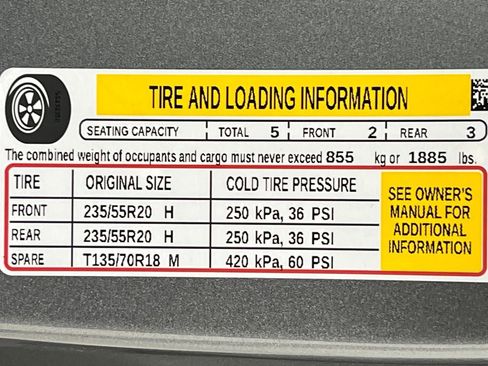 TIRE AND LOADING INFORMATION
SEATING CAPACITY TOTAL 5 FRONT 2 REAR 3
The combined weight of occupants and cargo must never exceed 855 kg or 1885 lbs.
TIRE ORIGINAL SIZE COLD TIRE PRESSURE
FRONT 235/55R20 H 250 kPa, 36 PSI
REAR 235/55R20 H 250 kPa, 36 PSI
SPARE T135/70R18 M 420 kPa, 60 PSI
SEE OWNER'S
MANUAL FOR
ADDITIONAL
INFORMATION